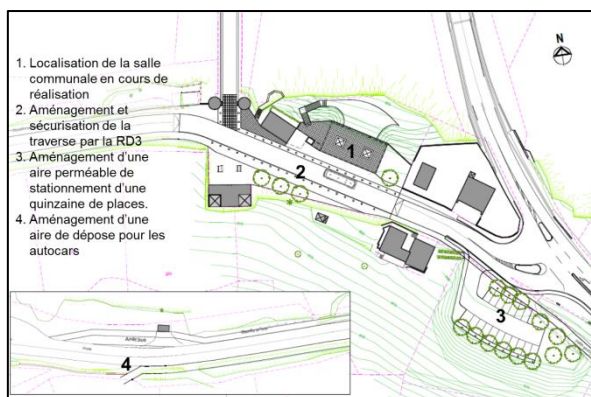 1. Localisation de la salle
communale en cours de
réalisation
2. Aménagement et
sécurisation de la
traverse par la RD3
3. Aménagement d'une
aire perméable de
stationnement d'une
quinzaine de places.
4. Aménagement d'une
aire de dépose pour les
autocars
N
1
2
3
4